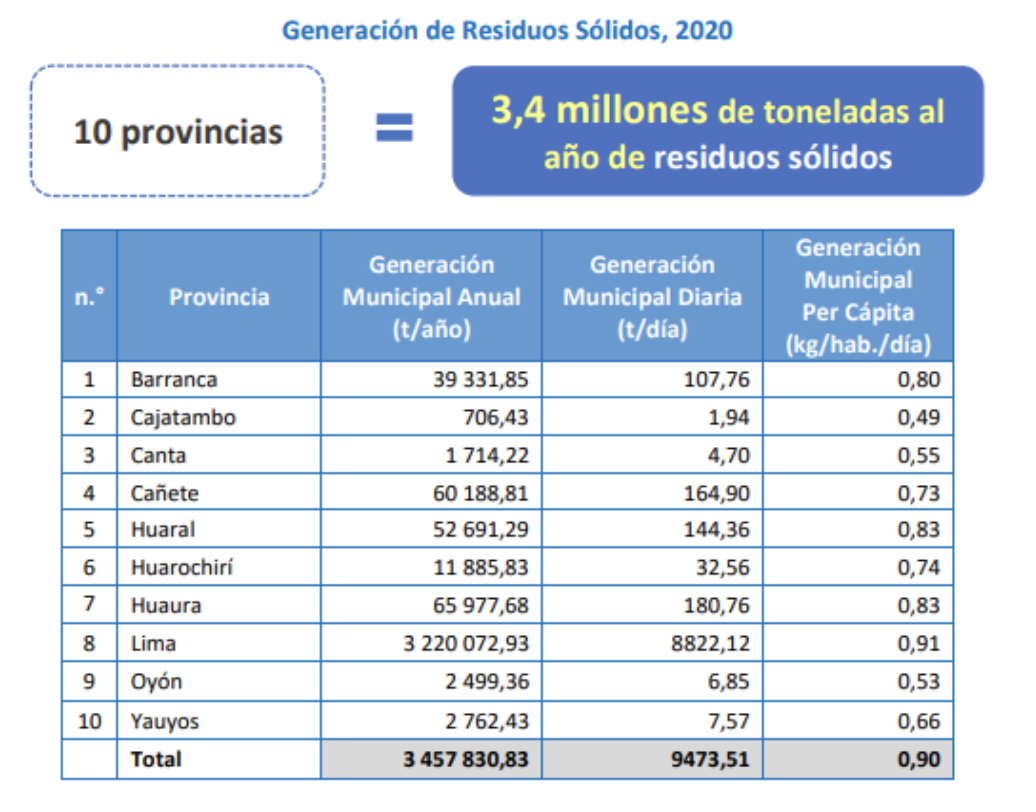 Generación de Residuos Sólidos, 2020
10 provincias
=
3,4 millones de toneladas al
año de residuos sólidos
n.° Provincia Generación Municipal Anual (t/año) Generación Municipal Diaria (t/día) Generación Municipal Per Cápita (kg/hab./día)
1 Barranca 39 331,85 107,76 0,80
2 Cajatambo 706,43 1,94 0,49
3 Canta 1 714,22 4,70 0,55
4 Cañete 60 188,81 164,90 0,73
5 Huaral 52 691,29 144,36 0,83
6 Huarochirí 11 885,83 32,56 0,74
7 Huaura 65 977,68 180,76 0,83
8 Lima 3 220 072,93 8822,12 0,91
9 Oyón 2 499,36 6,85 0,53
10 Yauyos 2 762,43 7,57 0,66
Total 3 457 830,83 9473,51 0,90